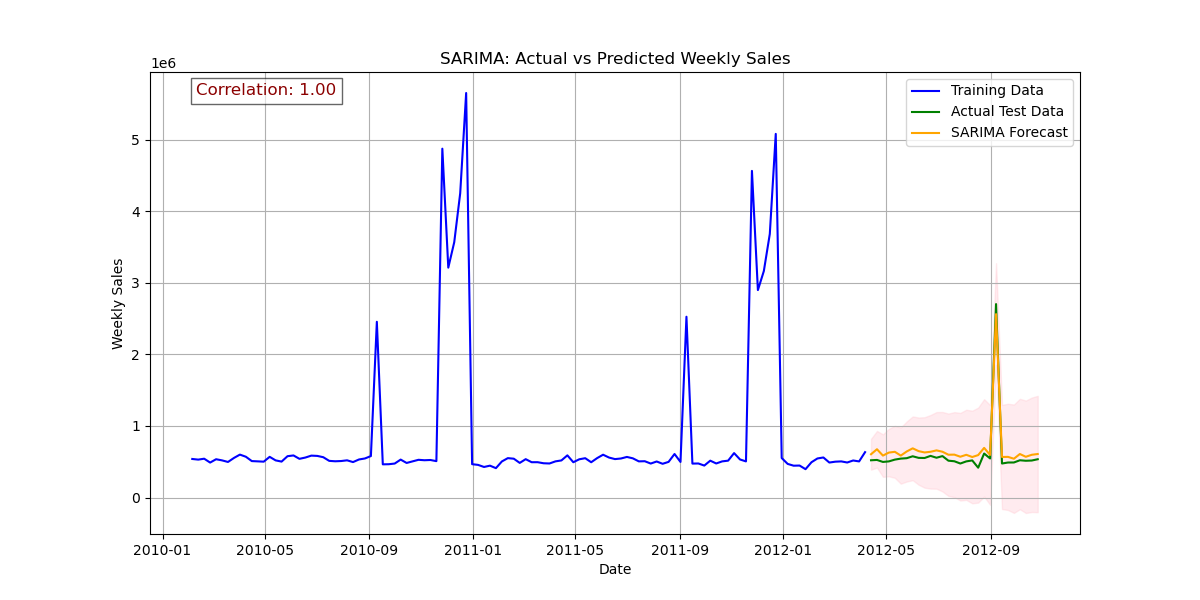 SARIMA: Actual vs Predicted Weekly Sales
1e6
Correlation: 1.00
Training Data
Actual Test Data
SARIMA Forecast
5
4
3
2
1
0
Weekly Sales
2010-01 2010-05 2010-09 2011-01 2011-05 2011-09 2012-01 2012-05 2012-09
Date